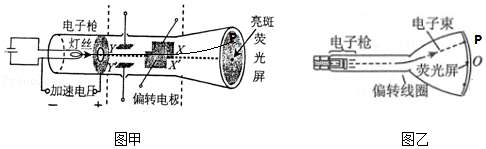 电子枪
灯丝
Y
Y'
X
X'
P
亮斑
荧
光
屏
偏转电极
加速电压
- +
图甲
电子枪
电子束
P
O
荧光屏
偏转线圈
图乙